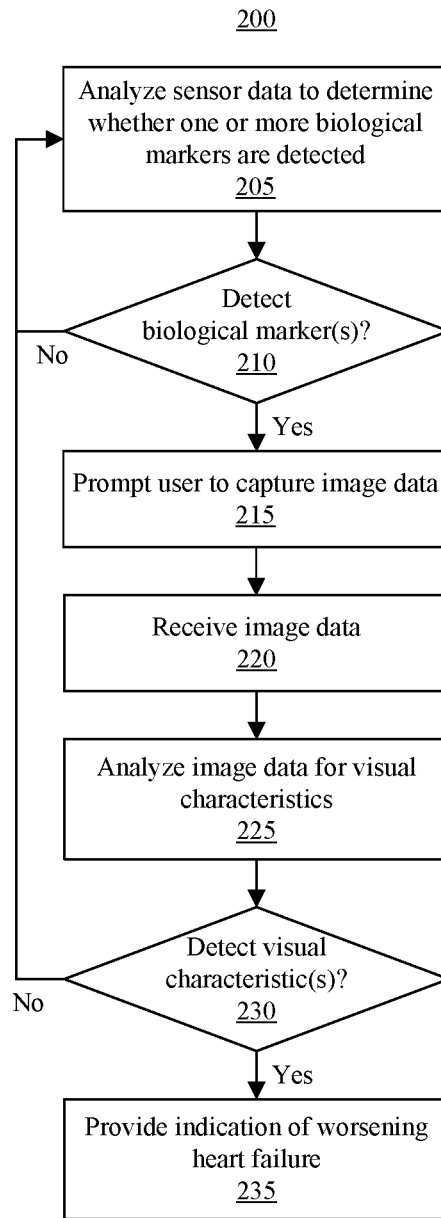 200
Analyze sensor data to determine
whether one or more biological
markers are detected
205
Detect
biological marker(s)?
210
No
Yes
Prompt user to capture image data
215
Receive image data
220
Analyze image data for visual
characteristics
225
Detect visual
characteristic(s)?
230
No
Yes
Provide indication of worsening
heart failure
235